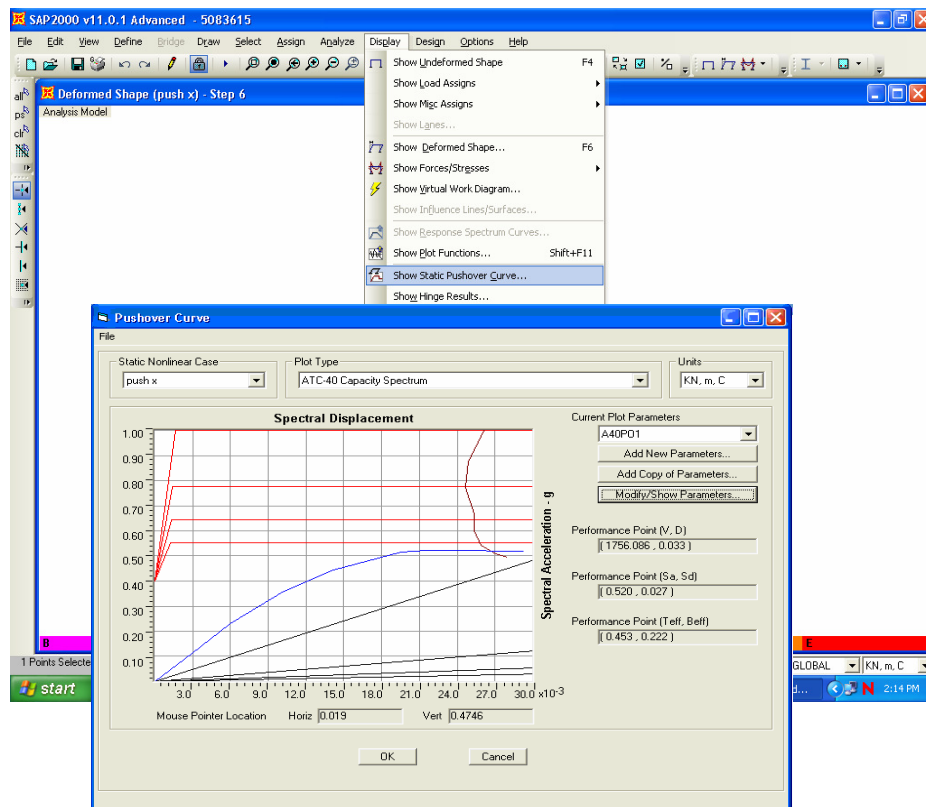 SAP2000 v11.0.1 Advanced - 5083615
File Edit View Define Bridge Draw Select Assign Analyze Display Design Options Help
Deformed Shape (push x) - Step 6
Analysis Model
all
ps
clr
Show Undeformed Shape F4
Show Load Assigns
Show Misc Assigns
Show Lanes...
Show Deformed Shape... F6
Show Forces/Stresses
Show Virtual Work Diagram...
Show Influence Lines/Surfaces...
Show Response Spectrum Curves...
Show Plot Functions... Shift+F11
Show Static Pushover Curve...
Show Hinge Results...
Pushover Curve
File
Static Nonlinear Case
push x
Plot Type
ATC-40 Capacity Spectrum
Units
KN, m, C
Spectral Displacement
1.00
0.90
0.80
0.70
0.60
0.50
0.40
0.30
0.20
0.10
3.0 6.0 9.0 12.0 15.0 18.0 21.0 24.0 27.0 30.0 x10-3
Spectral Acceleration - g
Mouse Pointer Location Horiz 0.019 Vert 0.4746
Current Plot Parameters
A40PO1
Add New Parameters...
Add Copy of Parameters...
Modify/Show Parameters...
Performance Point (V, D)
( 1756.086 , 0.033 )
Performance Point (Sa, Sd)
( 0.520 , 0.027 )
Performance Point (Teff, Beff)
( 0.453 , 0.222 )
OK Cancel
B
E
1 Points Selecte
GLOBAL KN, m, C
start
2:14 PM